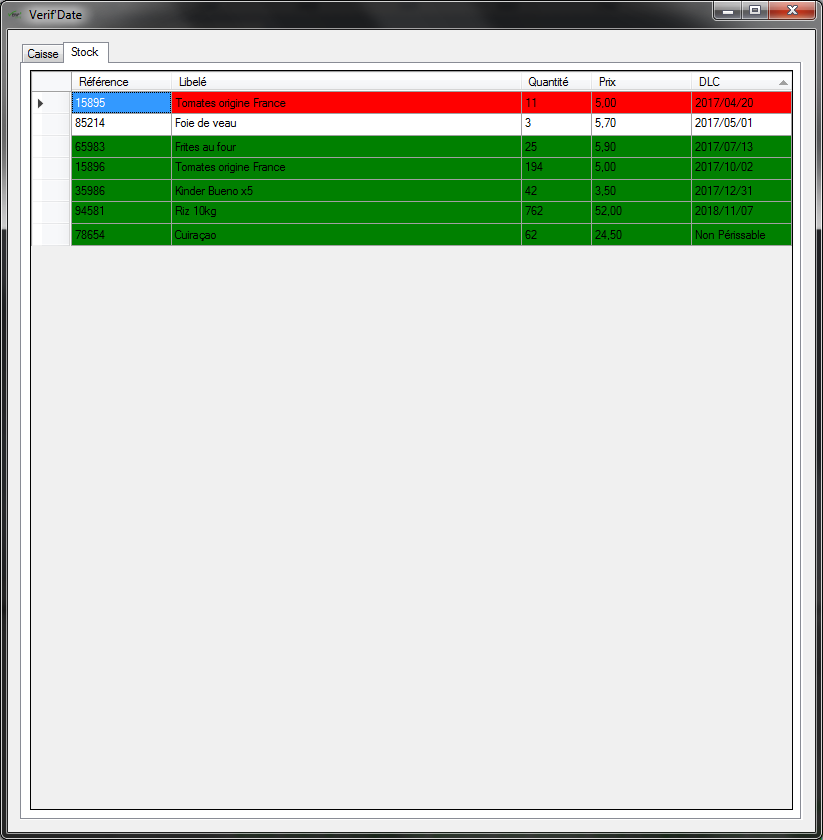 Verif'Date
Caisse Stock
Référence Libelé Quantité Prix DLC
15895 Tomates origine France 11 5,00 2017/04/20
85214 Foie de veau 3 5,70 2017/05/01
65983 Frites au four 25 5,90 2017/07/13
15896 Tomates origine France 194 5,00 2017/10/02
35986 Kinder Bueno x5 42 3,50 2017/12/31
94581 Riz 10kg 762 52,00 2018/11/07
78654 Cuiraçao 62 24,50 Non Périssable